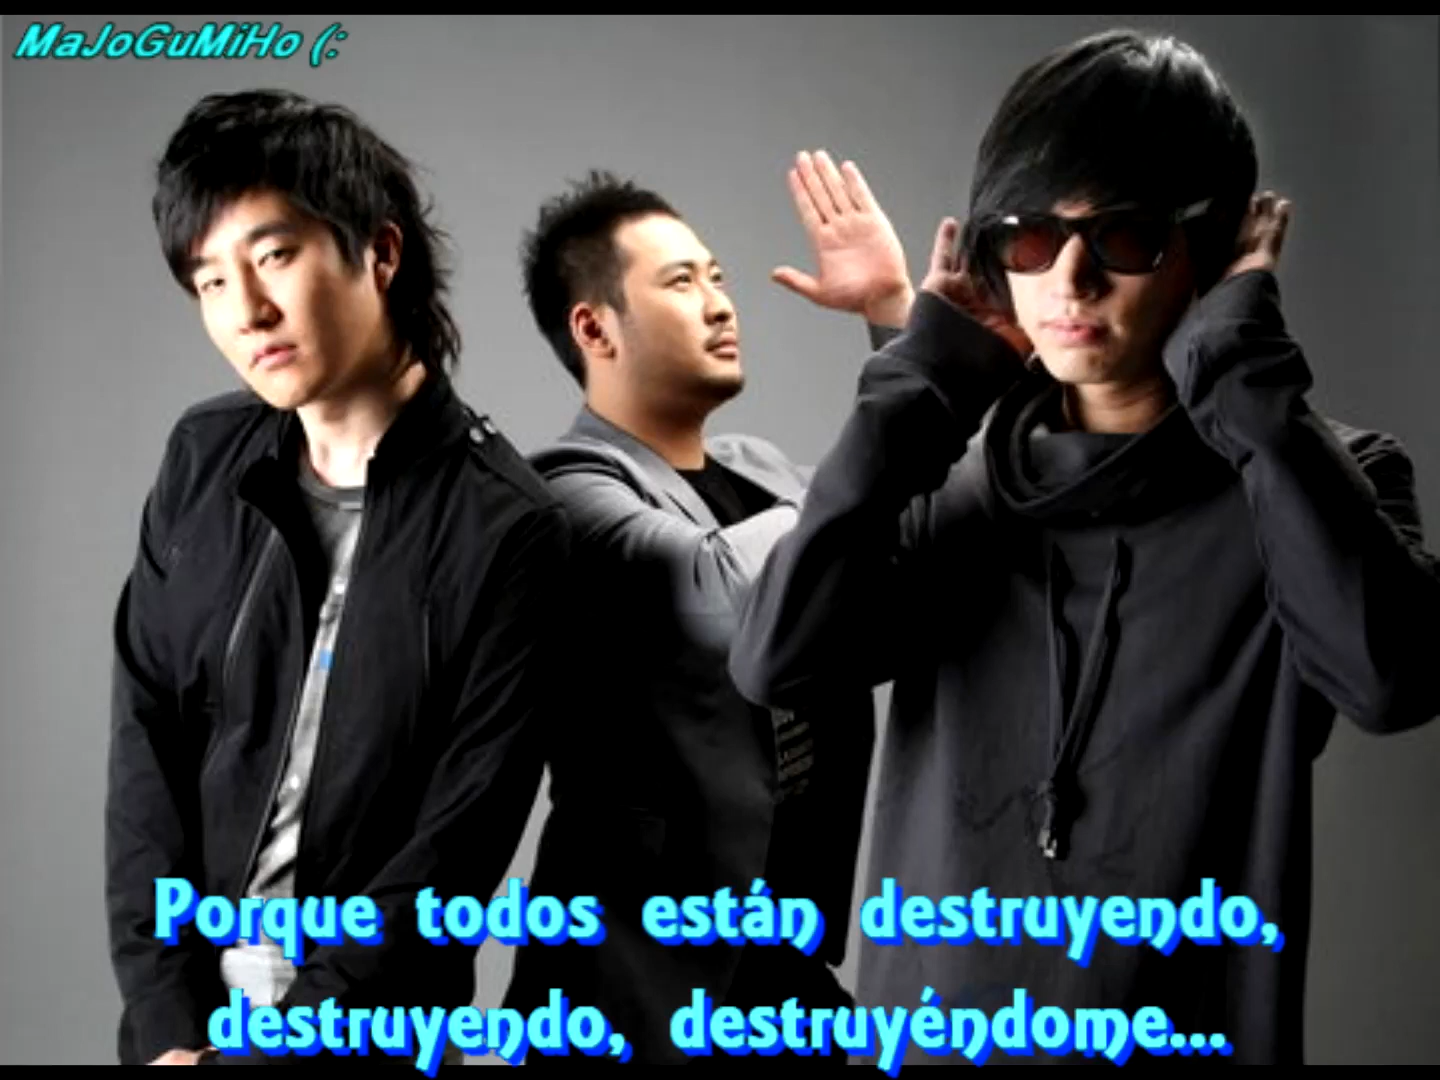 MaJoGuMiHo (:
Porque todos están destruyendo,
destruyendo, destruyéndome...